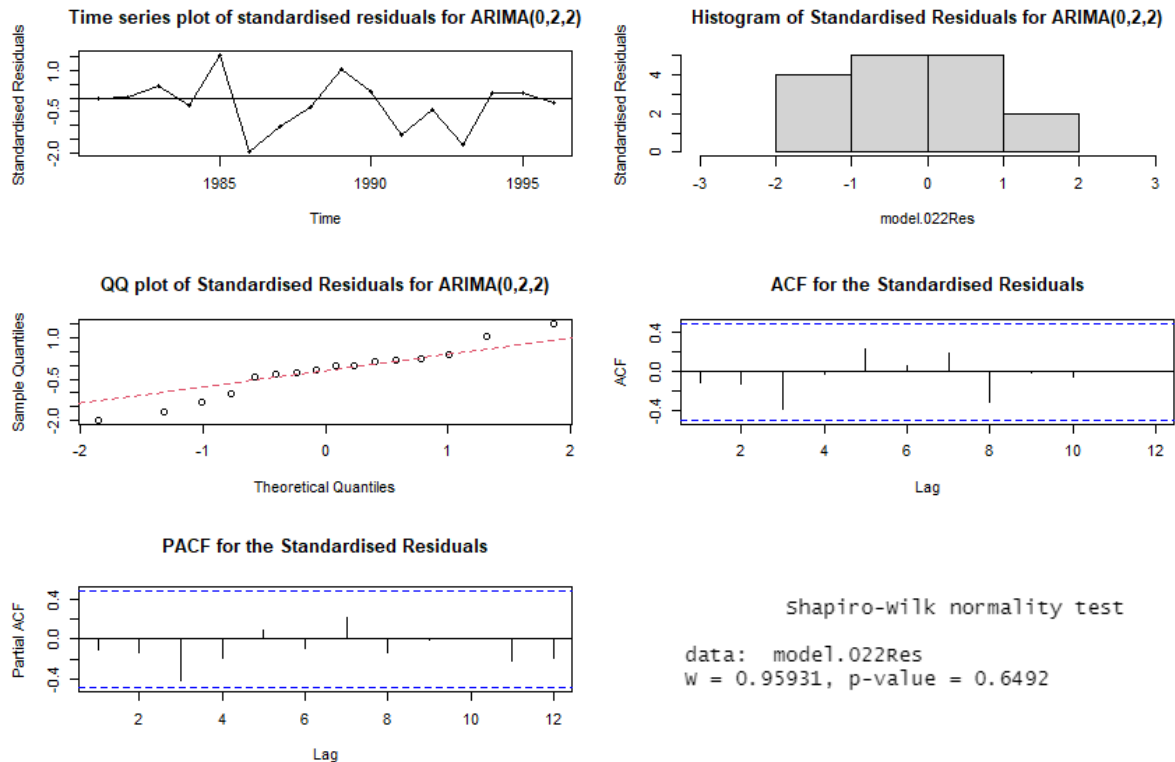 Time series plot of standardised residuals for ARIMA(0,2,2)
Standardised Residuals
1.0
-0.5
-2.0
1985
1990
1995
Time
Histogram of Standardised Residuals for ARIMA(0,2,2)
Standardised Residuals
4
2
0
-3
-2
-1
0
1
2
3
model.022Res
QQ plot of Standardised Residuals for ARIMA(0,2,2)
Sample Quantiles
1.0
-0.5
-2.0
-2
-1
0
1
2
Theoretical Quantiles
ACF for the Standardised Residuals
ACF
0.4
0.0
-0.4
2
4
6
8
10
12
Lag
PACF for the Standardised Residuals
Partial ACF
0.4
0.0
-0.4
2
4
6
8
10
12
Lag
Shapiro-Wilk normality test
data: model.022Res
W = 0.95931, p-value = 0.6492